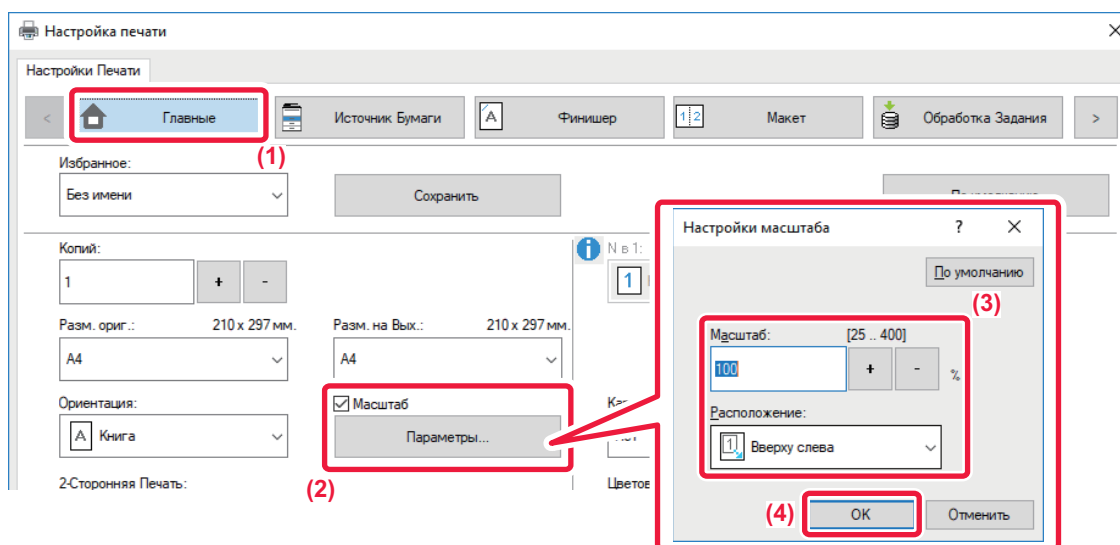 Настройка печати
Настройки Печати
< Главные Источник Бумаги Финишер Макет Обработка Задания >
(1)
Избранное:
Без имени Сохранить
Настройки масштаба ? ×
По умолчанию
(3)
Масштаб: [25 .. 400]
100 + - %
Расположение:
Вверху слева
(4) OK Отменить
Копий: N в 1:
1 + - 1
Разм. ориг.: 210 x 297 мм. Разм. на Вых.: 210 x 297 мм.
A4 A4
Ориентация: Масштаб
Книга Параметры...
(2)
2-Сторонняя Печать: